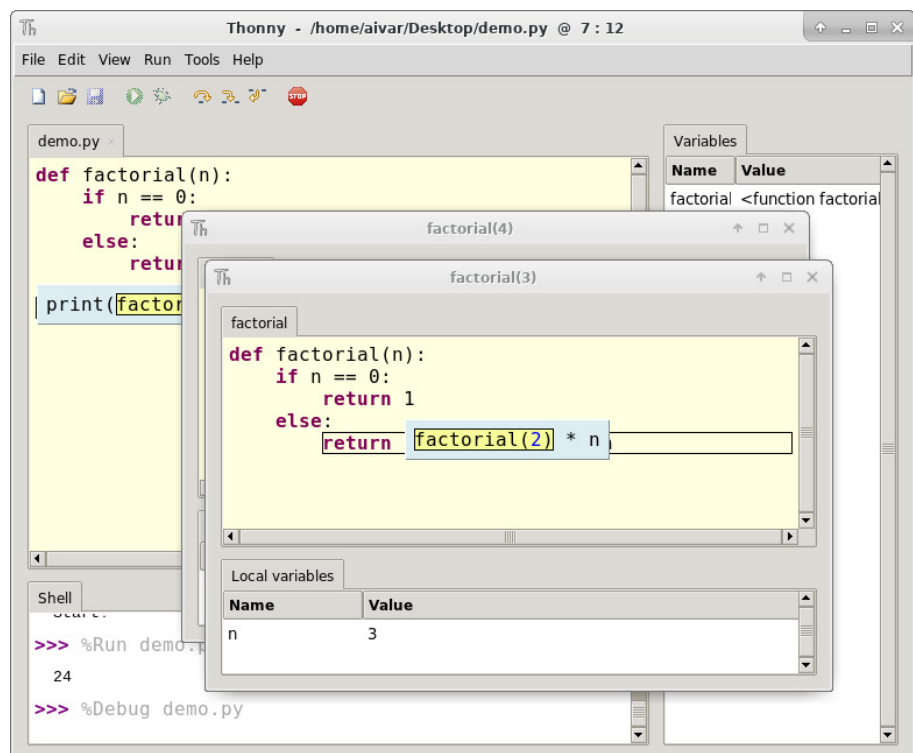 Thonny - /home/aivar/Desktop/demo.py @ 7 : 12
File Edit View Run Tools Help
STOP
demo.py
def factorial(n):
if n == 0:
else:
print(
Variables
Name Value
factorial <function factorial
factorial(4)
factorial(3)
factorial
def factorial(n):
if n == 0:
return 1
else:
return factorial(2) * n
Local variables
Name Value
n 3
Shell
>>> %Run demo.p
24
>>> %Debug demo.py